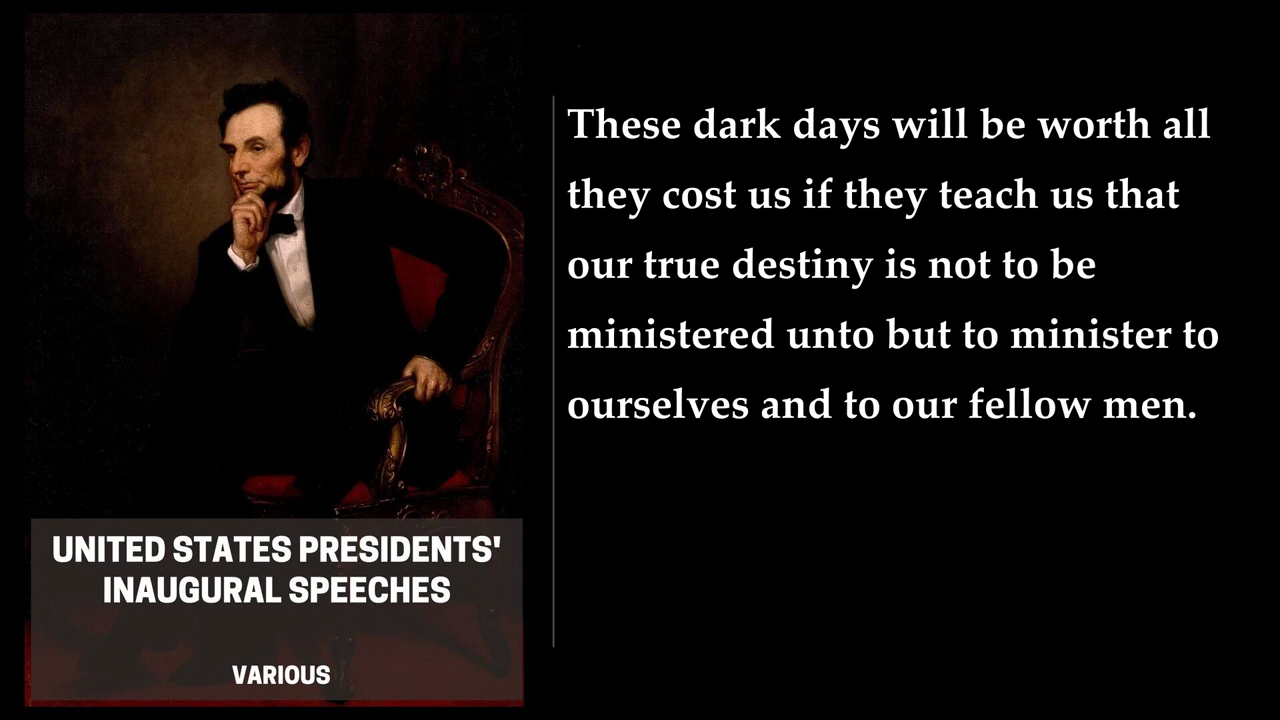 These dark days will be worth all
they cost us if they teach us that
our true destiny is not to be
ministered unto but to minister to
ourselves and to our fellow men.
UNITED STATES PRESIDENTS'
INAUGURAL SPEECHES
VARIOUS